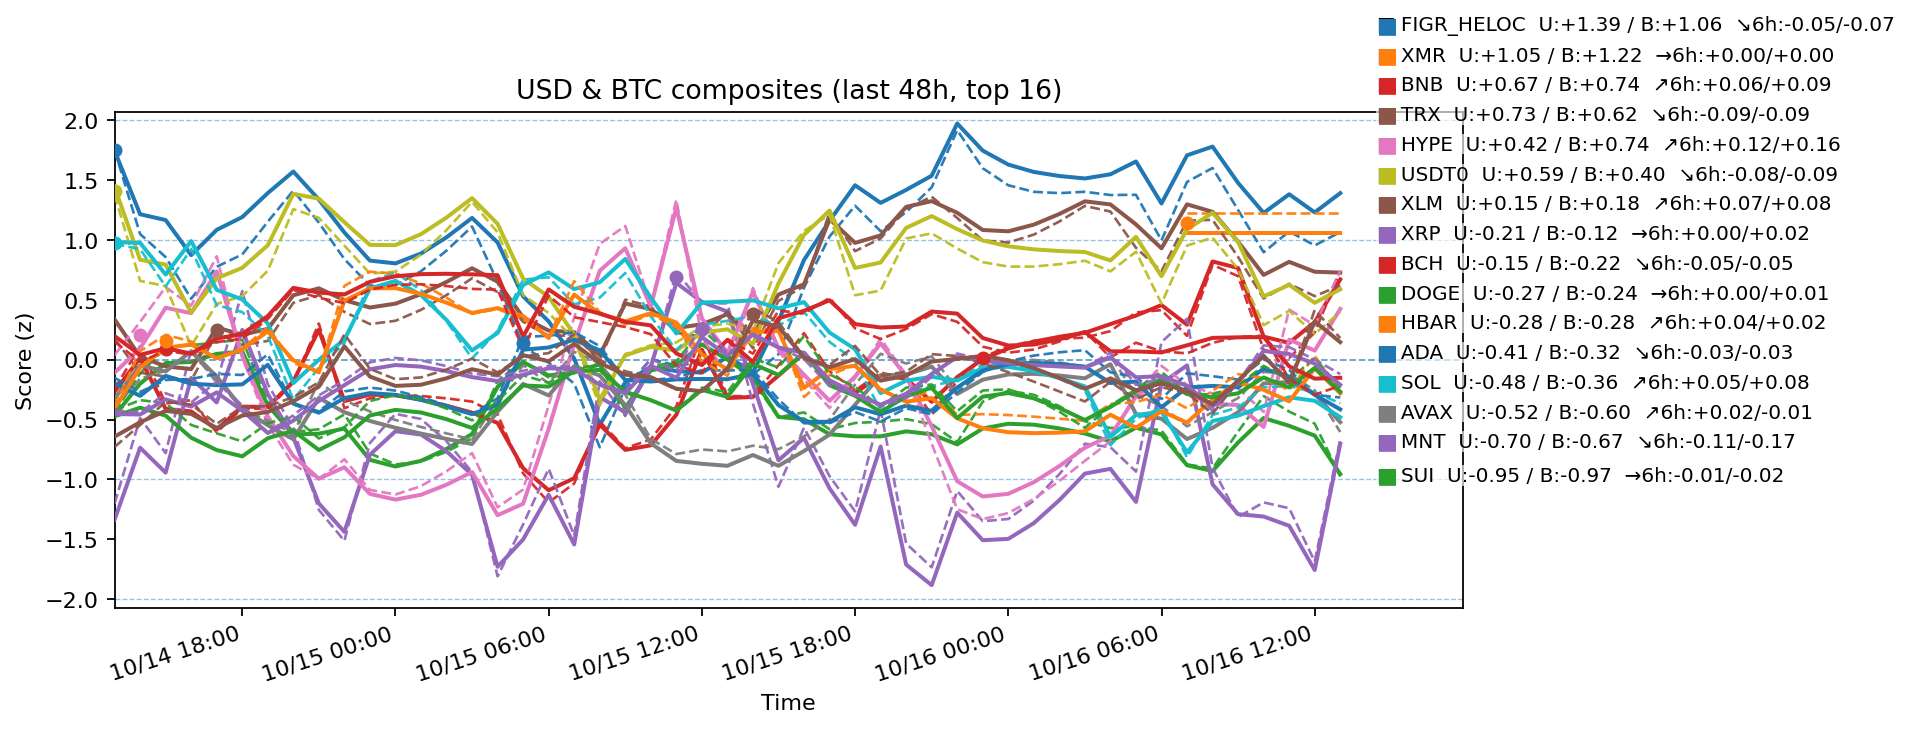 FIGR_HELOC U:+1.39 / B:+1.06 ↘6h:-0.05/-0.07
XMR U:+1.05 / B:+1.22 →6h:+0.00/+0.00
BNB U:+0.67 / B:+0.74 ↗6h:+0.06/+0.09
TRX U:+0.73 / B:+0.62 ↘6h:-0.09/-0.09
HYPE U:+0.42 / B:+0.74 ↗6h:+0.12/+0.16
USDT0 U:+0.59 / B:+0.40 ↘6h:-0.08/-0.09
XLM U:+0.15 / B:+0.18 ↗6h:+0.07/+0.08
XRP U:-0.21 / B:-0.12 →6h:+0.00/+0.02
BCH U:-0.15 / B:-0.22 ↘6h:-0.05/-0.05
DOGE U:-0.27 / B:-0.24 →6h:+0.00/+0.01
HBAR U:-0.28 / B:-0.28 ↗6h:+0.04/+0.02
ADA U:-0.41 / B:-0.32 ↘6h:-0.03/-0.03
SOL U:-0.48 / B:-0.36 ↗6h:+0.05/+0.08
AVAX U:-0.52 / B:-0.60 ↗6h:+0.02/-0.01
MNT U:-0.70 / B:-0.67 ↘6h:-0.11/-0.17
SUI U:-0.95 / B:-0.97 →6h:-0.01/-0.02
USD & BTC composites (last 48h, top 16)
Score (z)
2.0
1.5
1.0
0.5
0.0
−0.5
−1.0
−1.5
−2.0
10/14 18:00
10/15 00:00
10/15 06:00
10/15 12:00
10/15 18:00
10/16 00:00
10/16 06:00
10/16 12:00
Time